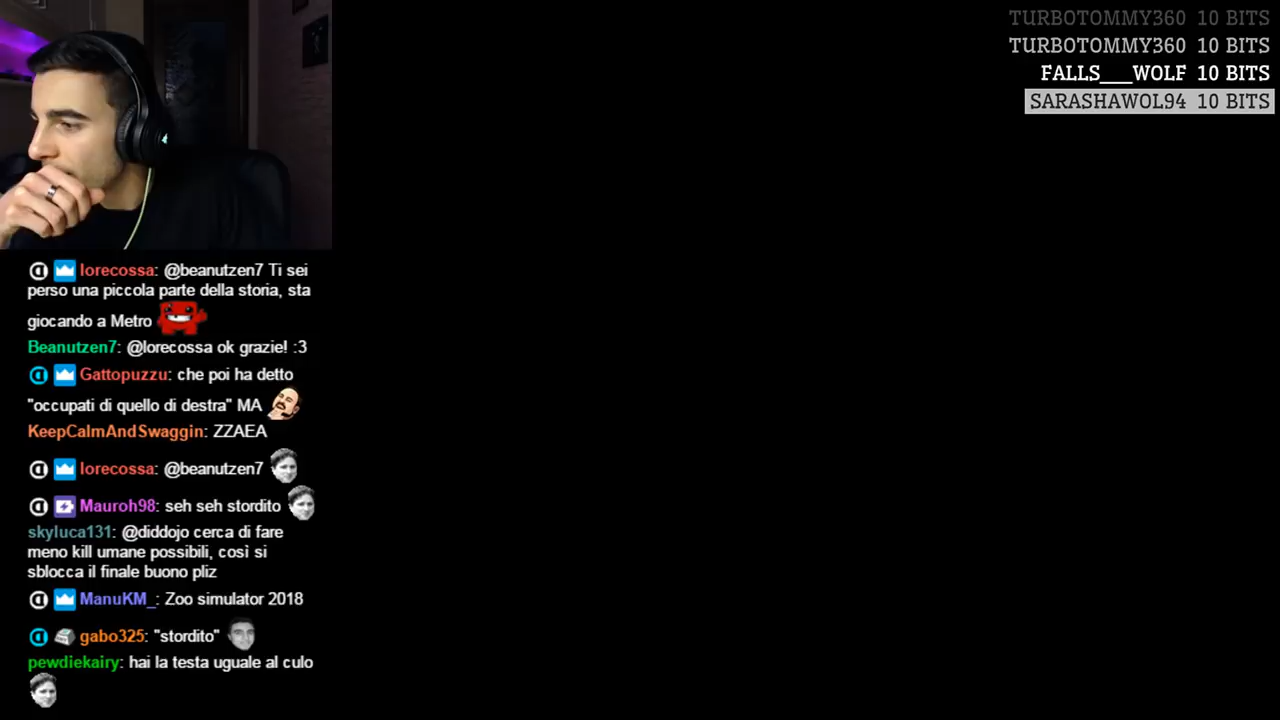 TURBOTOMMY360 10 BITS
TURBOTOMMY360 10 BITS
FALLS___WOLF 10 BITS
SARASHAWOL94 10 BITS
lorecossa: @beanutzen7 Ti sei
perso una piccola parte della storia, sta
giocando a Metro
Beanutzen7: @lorecossa ok grazie! :3
Gattopuzzu: che poi ha detto
"occupati di quello di destra" MA
KeepCalmAndSwaggin: ZZAEA
lorecossa: @beanutzen7
Mauroh98: seh seh stordito
skyluca131: @diddojo cerca di fare
meno kill umane possibili, così si
sblocca il finale buono pliz
ManuKM_: Zoo simulator 2018
gabo325: "stordito"
pewdiekairy: hai la testa uguale al culo